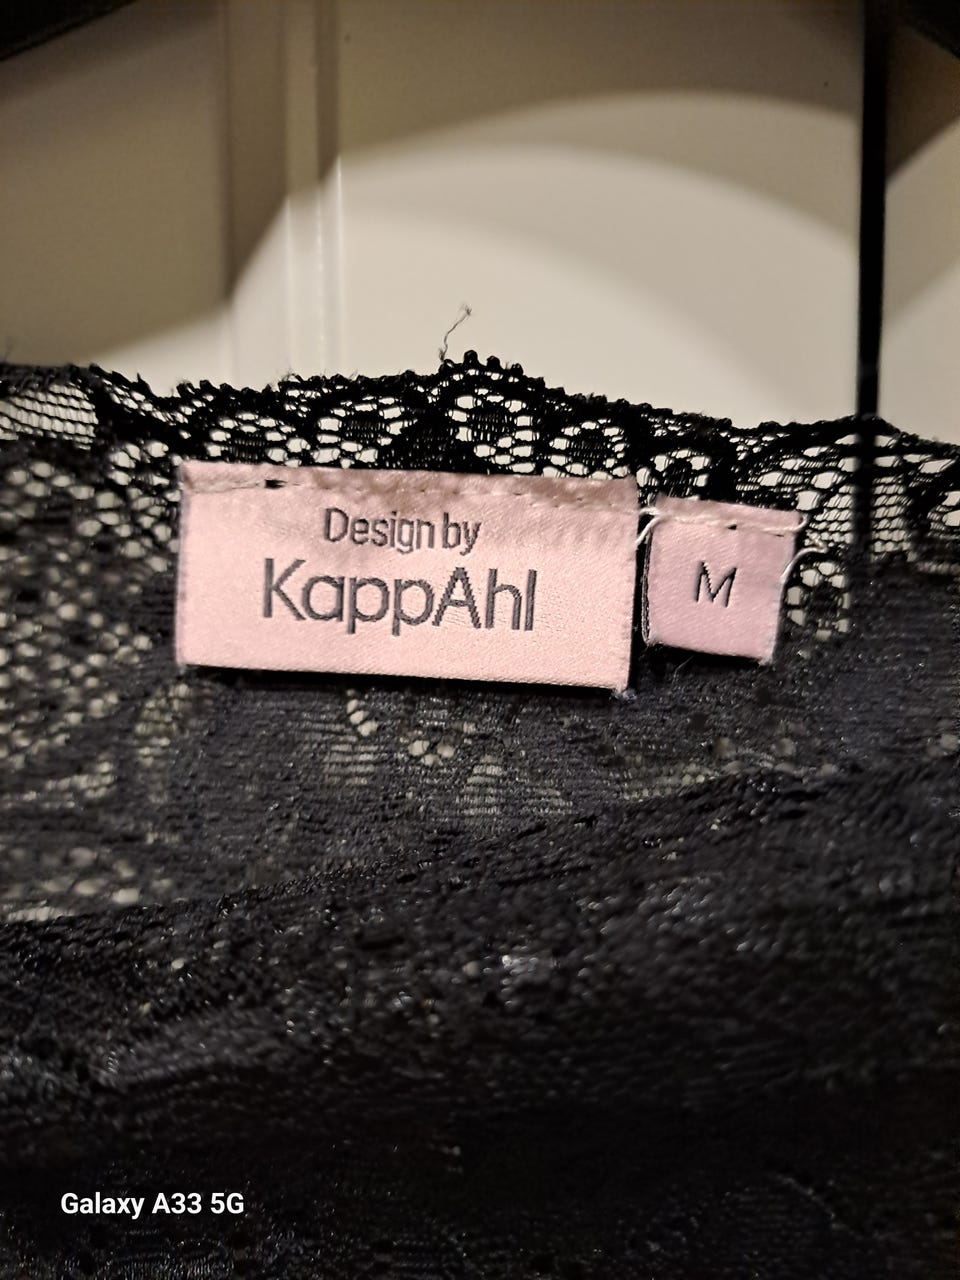 Design by
KappAhl
M
Galaxy A33 5G